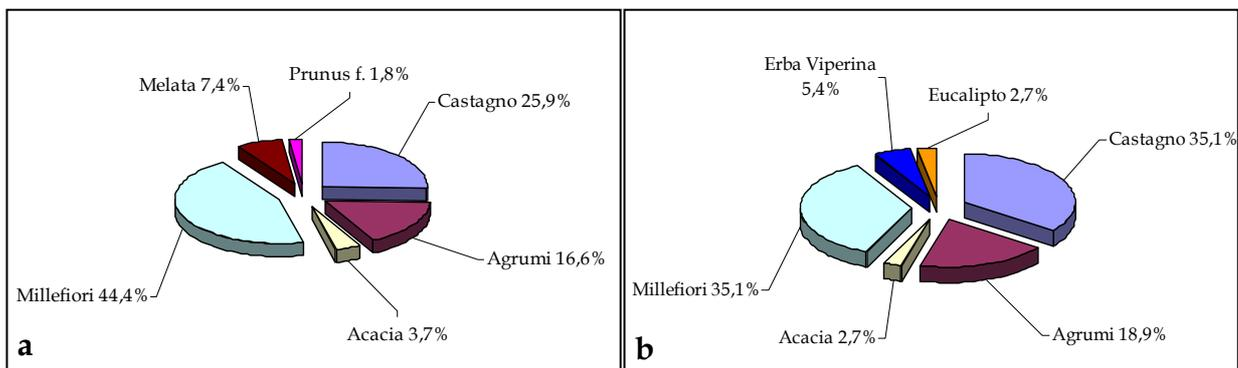 Prunus f. 1,8%
Melata 7,4%
Castagno 25,9%
Agrumi 16,6%
Millefiori 44,4%
Acacia 3,7%
a
Erba Viperina
5,4%
Eucalipto 2,7%
Castagno 35,1%
Millefiori 35,1%
Agrumi 18,9%
Acacia 2,7%
b